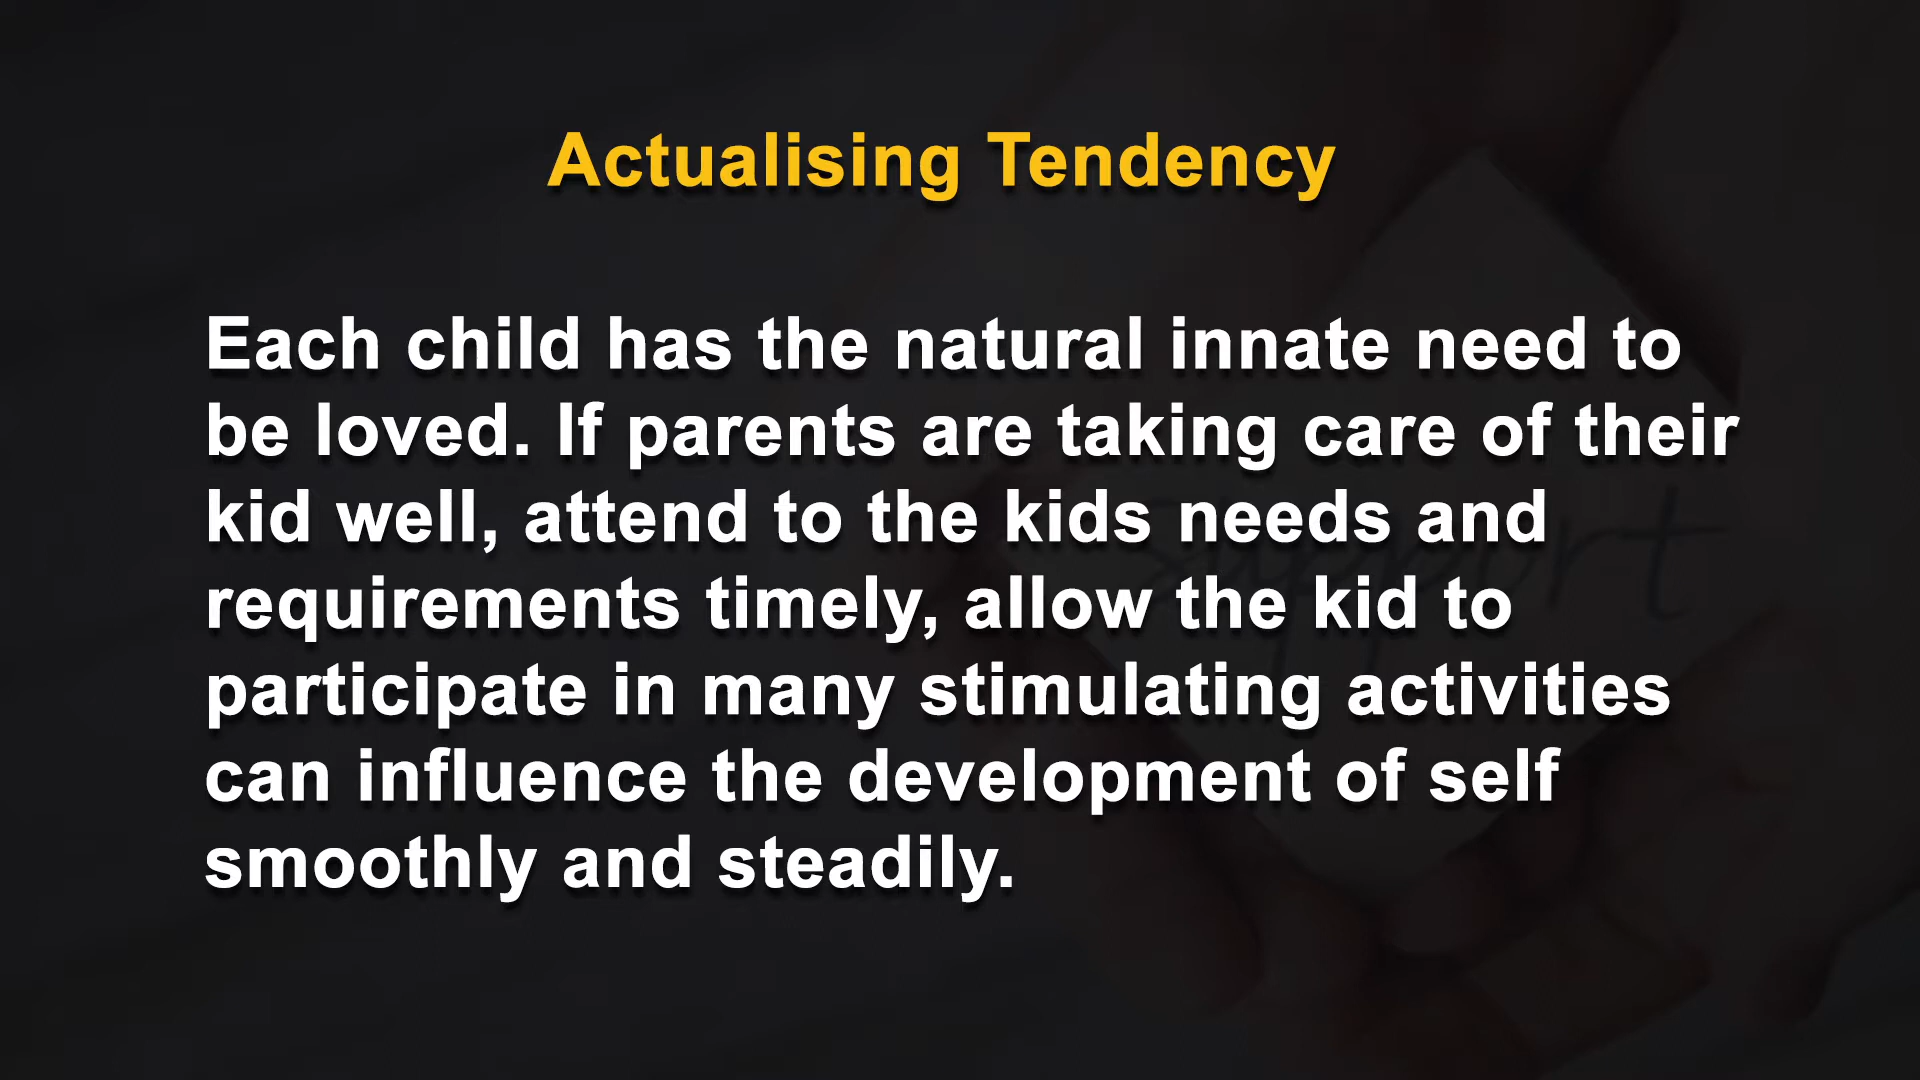 Actualising Tendency
Each child has the natural innate need to
be loved. If parents are taking care of their
kid well, attend to the kids needs and
requirements timely, allow the kid to
participate in many stimulating activities
can influence the development of self
smoothly and steadily.
support